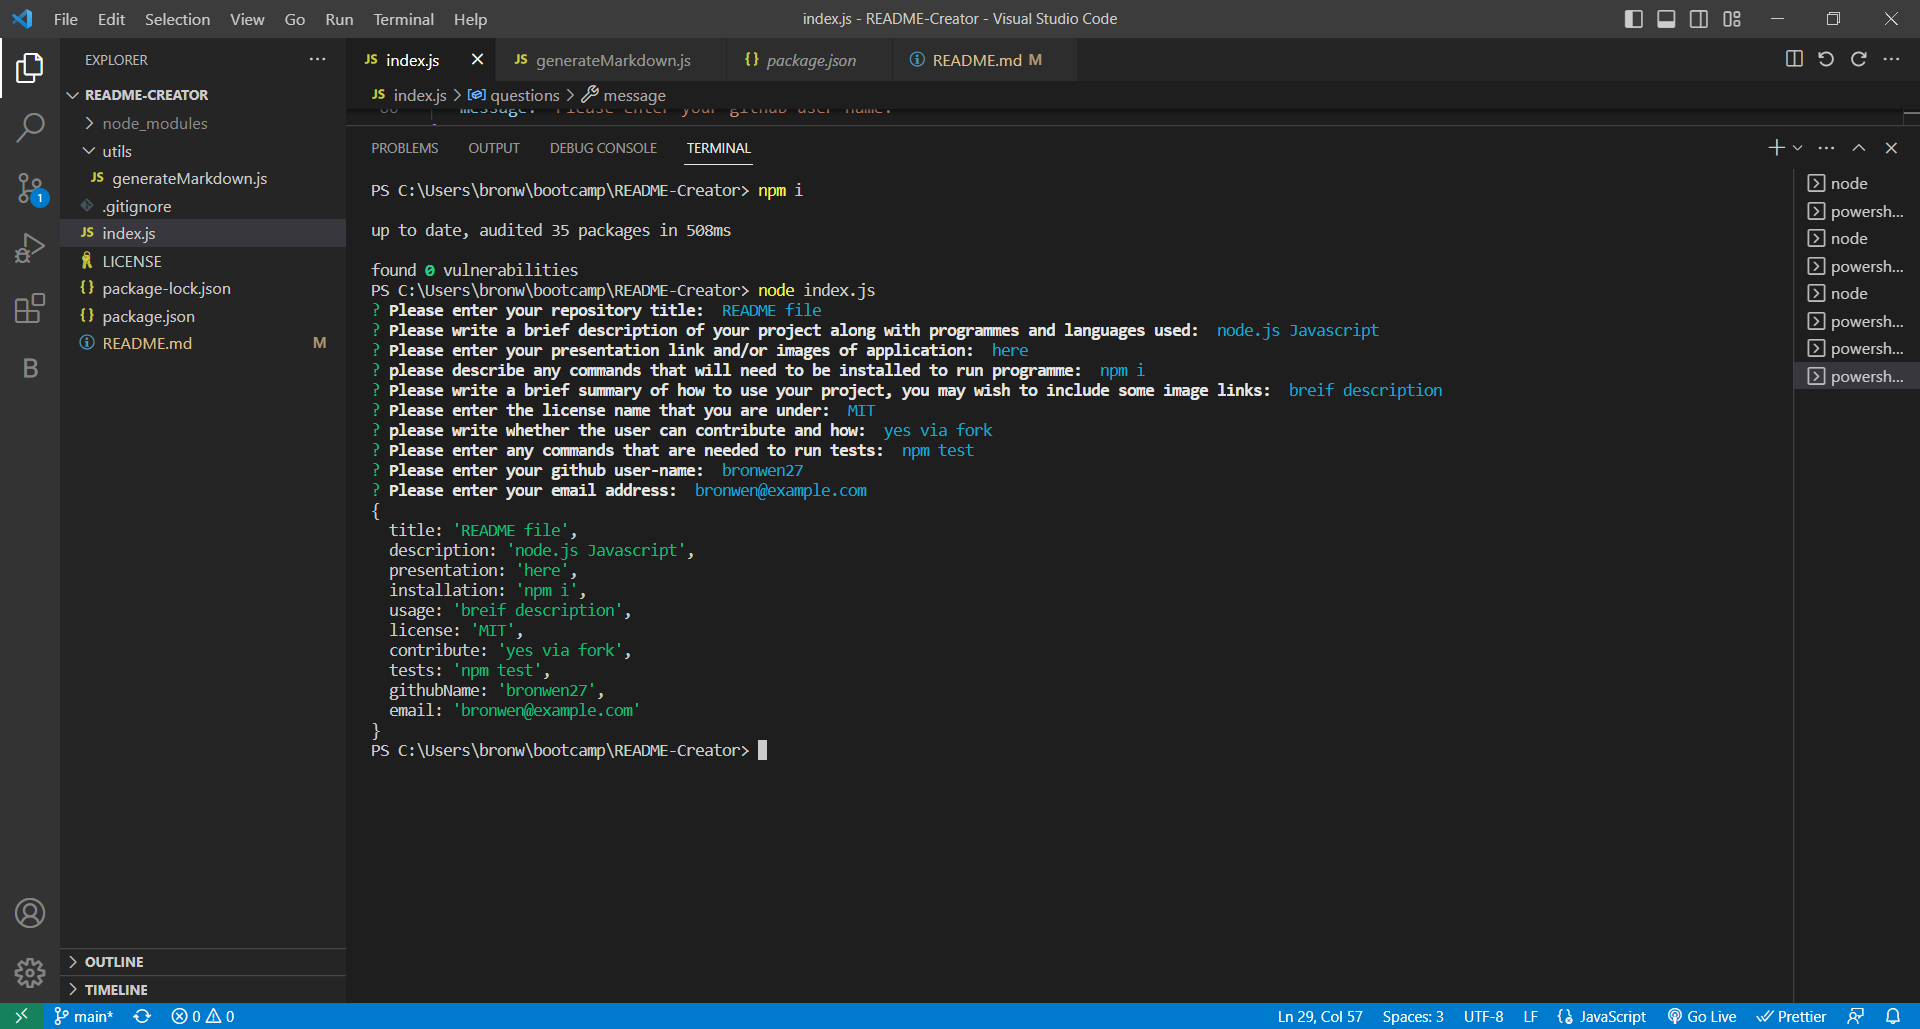 File Edit Selection View Go Run Terminal Help
index.js - README-Creator - Visual Studio Code
EXPLORER
README-CREATOR
node_modules
utils
JS generateMarkdown.js
.gitignore
JS index.js
LICENSE
{} package-lock.json
{} package.json
README.md M
1
B
OUTLINE
TIMELINE
JS index.js
JS generateMarkdown.js
{} package.json
README.md M
JS index.js > questions > message
message: "Please enter your github user-name:
PROBLEMS OUTPUT DEBUG CONSOLE TERMINAL
PS C:\Users\bronw\bootcamp\README-Creator> npm i
up to date, audited 35 packages in 508ms
found 0 vulnerabilities
PS C:\Users\bronw\bootcamp\README-Creator> node index.js
? Please enter your repository title: README file
? Please write a brief description of your project along with programmes and languages used: node.js Javascript
? Please enter your presentation link and/or images of application: here
? please describe any commands that will need to be installed to run programme: npm i
? Please write a brief summary of how to use your project, you may wish to include some image links: breif description
? Please enter the license name that you are under: MIT
? please write whether the user can contribute and how: yes via fork
? Please enter any commands that are needed to run tests: npm test
? Please enter your github user-name: bronwen27
? Please enter your email address: bronwen@example.com
{
title: 'README file',
description: 'node.js Javascript',
presentation: 'here',
installation: 'npm i',
usage: 'breif description',
license: 'MIT',
contribute: 'yes via fork',
tests: 'npm test',
githubName: 'bronwen27',
email: 'bronwen@example.com'
}
PS C:\Users\bronw\bootcamp\README-Creator>
node
powersh...
node
powersh...
node
powersh...
powersh...
powersh...
main* 0 0
Ln 29, Col 57 Spaces: 3 UTF-8 LF {} JavaScript Go Live Prettier